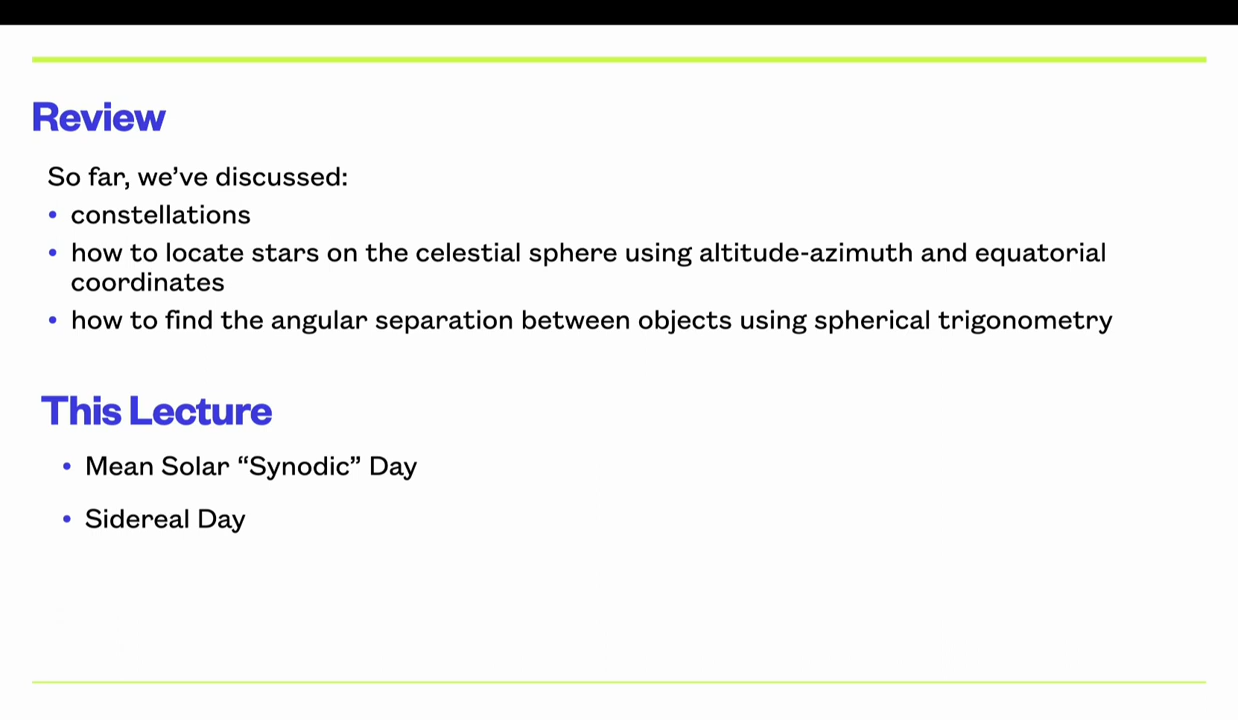 Review
So far, we’ve discussed:
• constellations
• how to locate stars on the celestial sphere using altitude-azimuth and equatorial
coordinates
• how to find the angular separation between objects using spherical trigonometry
This Lecture
• Mean Solar “Synodic” Day
• Sidereal Day